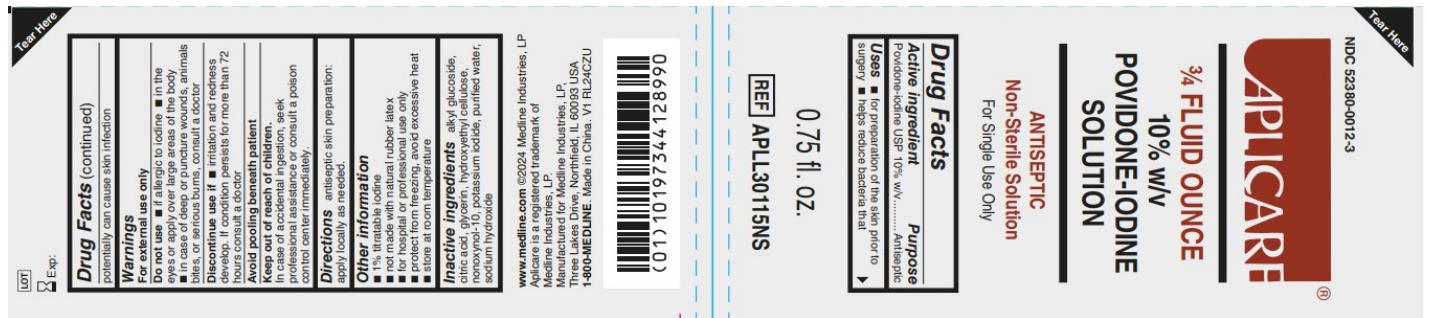 Tear Here
NDC 52380-0012-3
APLICARE®
¾ FLUID OUNCE
10% w/v
POVIDONE-IODINE
SOLUTION
ANTISEPTIC
Non-Sterile Solution
For Single Use Only
Drug Facts
Active ingredient Purpose
Povidone-iodine USP 10% w/v.......... Antiseptic
Uses ■ for preparation of the skin prior to
surgery ■ helps reduce bacteria that
0.75 fl. oz.
REF APLL30115NS
Tear Here
LOT
Exp:
Drug Facts (continued)
potentially can cause skin infection
Warnings
For external use only
Do not use ■ if allergic to iodine ■ in the
eyes or apply over large areas of the body
■ in case of deep or puncture wounds, animals
bites, or serious burns, consult a doctor
Discontinue use if ■ irritation and redness
develop. If condition persists for more than 72
hours consult a doctor
Avoid pooling beneath patient
Keep out of reach of children.
In case of accidental ingestion, seek
professional assistance or consult a poison
control center immediately.
Directions antiseptic skin preparation:
apply locally as needed.
Other information
■ 1% titratable iodine
■ not made with natural rubber latex
■ for hospital or professional use only
■ protect from freezing, avoid excessive heat
■ store at room temperature
Inactive ingredients alkyl glucoside,
citric acid, glycerin, hydroxyethyl cellulose,
nonoxynol-10, potassium iodide, purified water,
sodium hydroxide
www.medline.com ©2024 Medline Industries, LP
Aplicare is a registered trademark of
Medline Industries, LP.
Manufactured for Medline Industries, LP.
Three Lakes Drive, Northfield, IL 60093 USA
1-800-MEDLINE. Made in China. V1 RL24CZU
(01)10197344128990